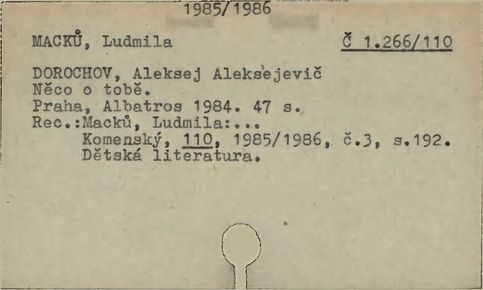 1985/1986
MACKŮ, Ludmila Č 1.266/110
DOROCHOV, Aleksej Aleksejevič
Něco o tobě.
Praha, Albatros 1984. 47 s.
Rec.:Macků, Ludmila:...
Komenský, 110, 1985/1986, č.3, s.192.
Dětská literatura.